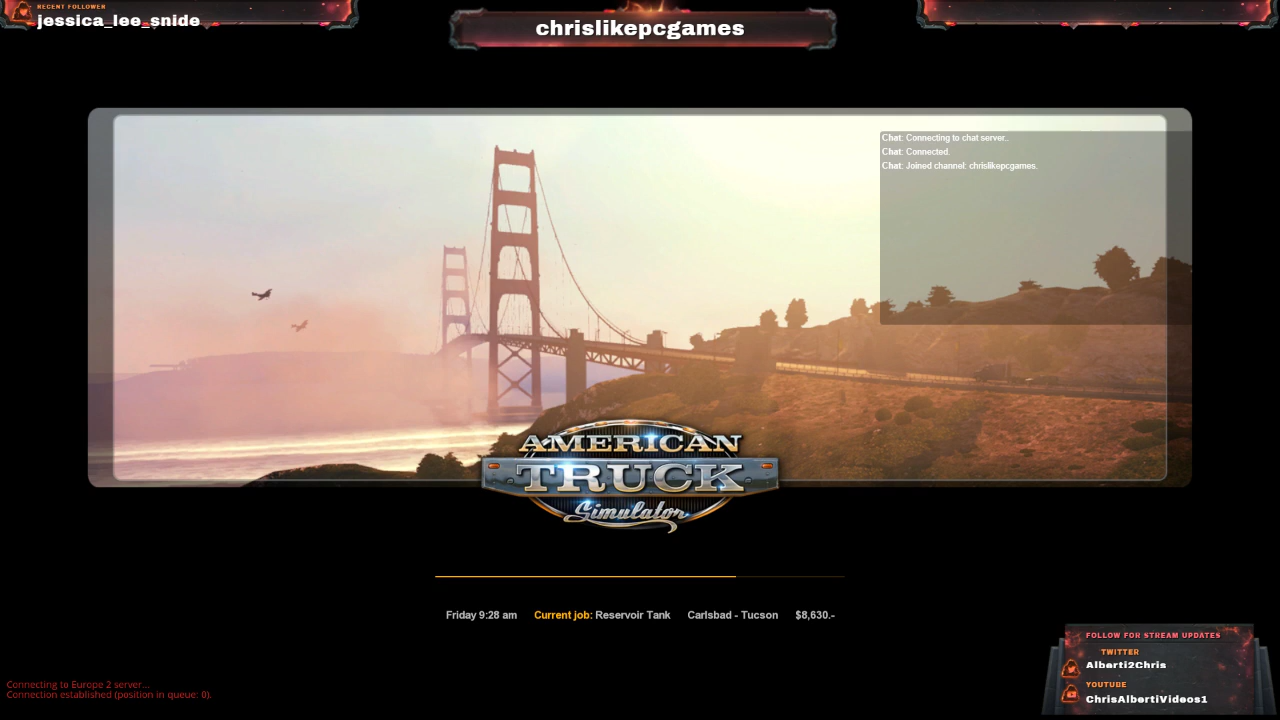 RECENT FOLLOWER
jessica_lee_snide
chrislikepcgames
Chat: Connecting to chat server..
Chat: Connected.
Chat: Joined channel: chrislikepcgames.
AMERICAN
TRUCK
Simulator
Friday 9:28 am Current job: Reservoir Tank Carlsbad - Tucson $8,630.-
FOLLOW FOR STREAM UPDATES
TWITTER
Alberti2Chris
YOUTUBE
ChrisAlbertiVideos1
Connecting to Europe 2 server...
Connection established (position in queue: 0).